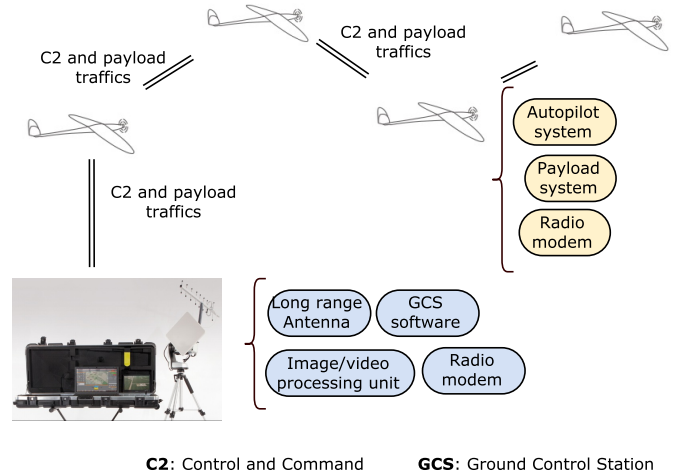 C2 and payload
traffics
C2 and payload
traffics
Autopilot
system
Payload
system
Radio
modem
C2 and payload
traffics
Long range
Antenna
GCS
software
Image/video
processing unit
Radio
modem
C2: Control and Command
GCS: Ground Control Station